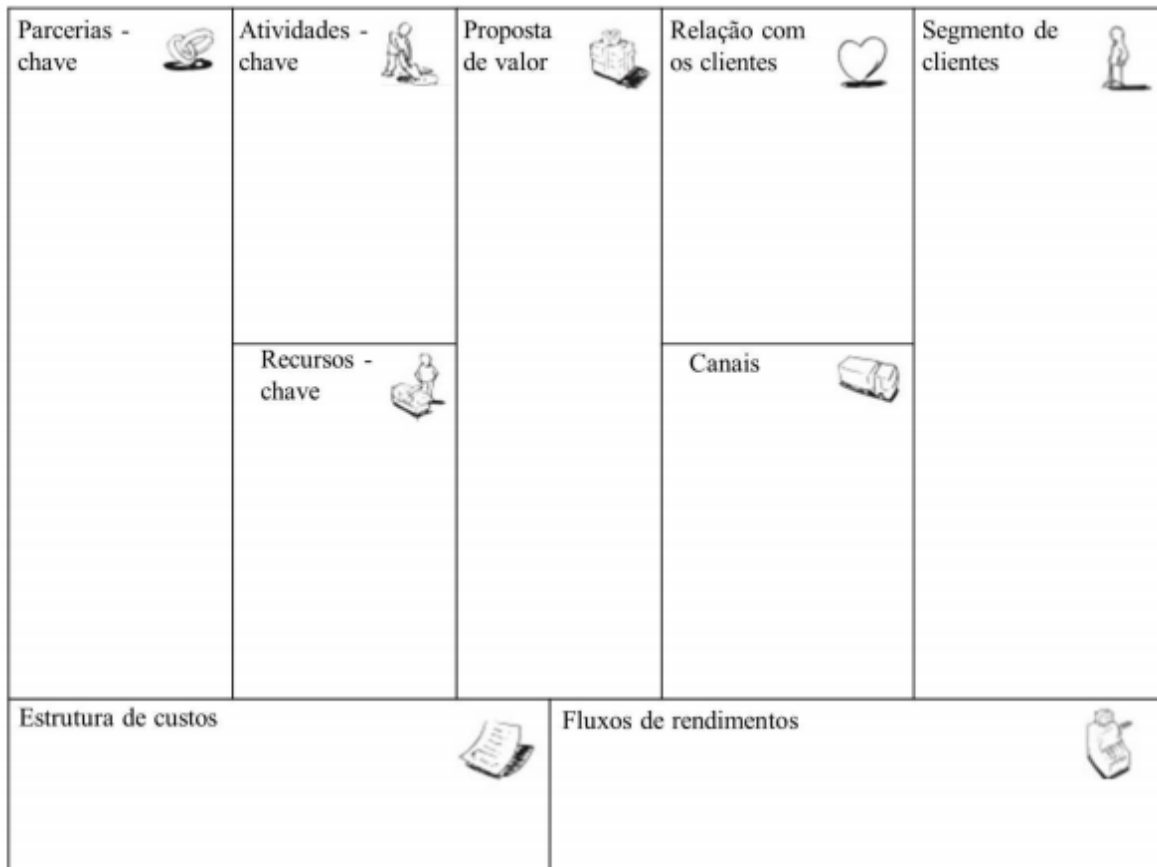 Parcerias -
chave
Atividades -
chave
Proposta
de valor
Relação com
os clientes
Segmento de
clientes
Recursos -
chave
Canais
Estrutura de custos
Fluxos de rendimentos